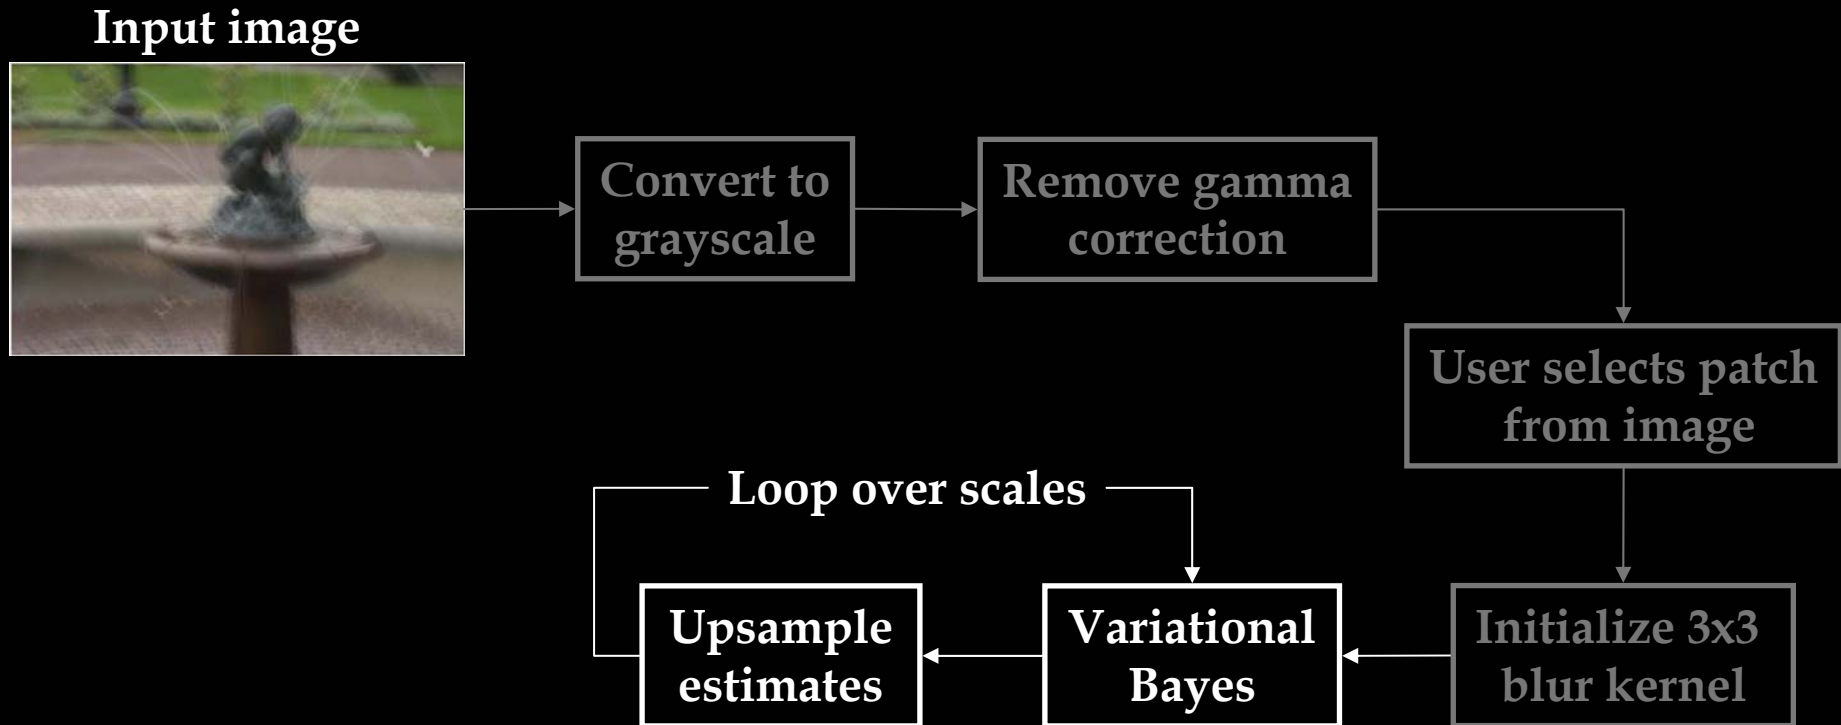 Input image
Convert to
grayscale
Remove gamma
correction
User selects patch
from image
Loop over scales
Upsample
estimates
Variational
Bayes
Initialize 3x3
blur kernel